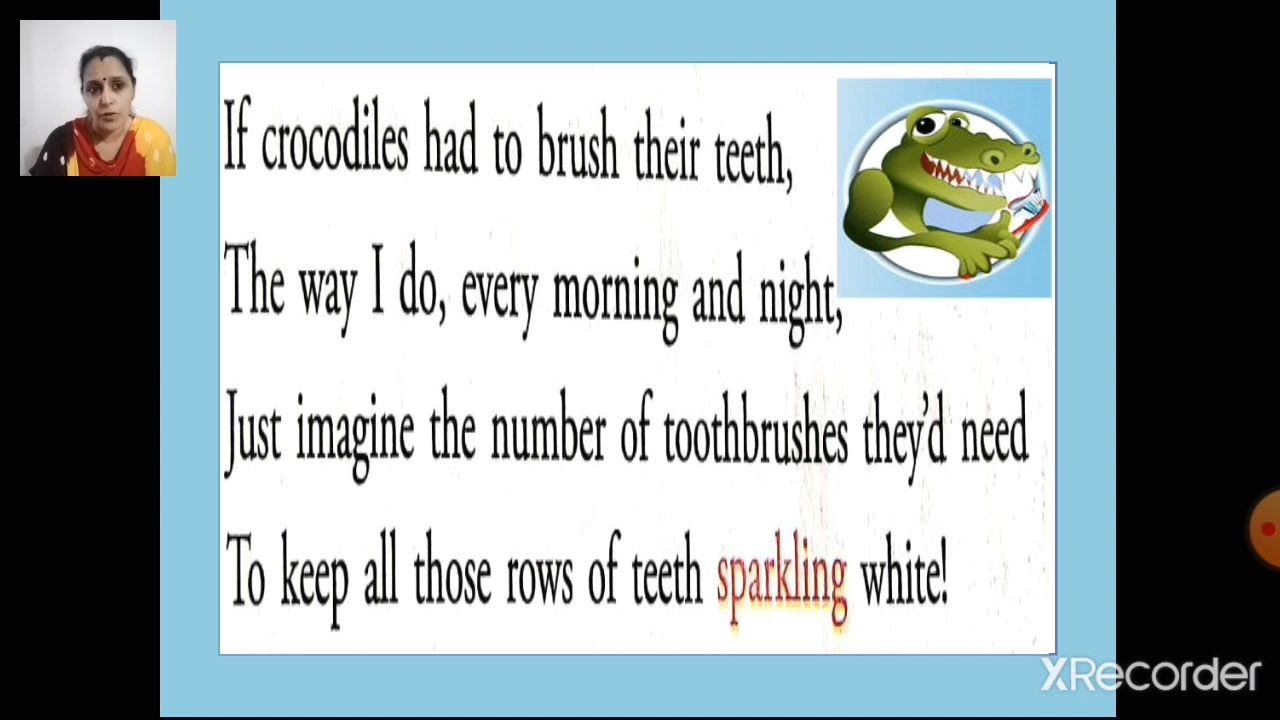 If crocodiles had to brush their teeth,
The way I do, every morning and night,
Just imagine the number of toothbrushes they'd need
To keep all those rows of teeth sparkling white!
XRecorder